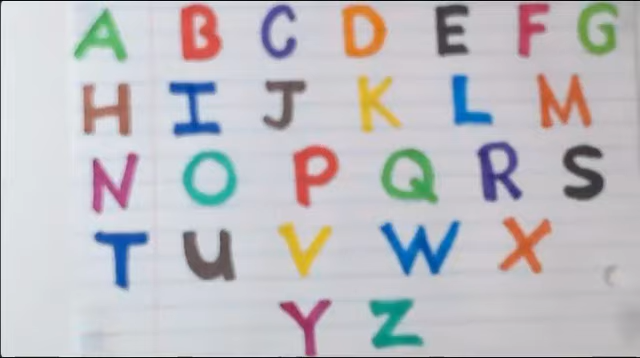 A B C D E F G
H I J K L M
N O P Q R S
T U V W X
Y Z